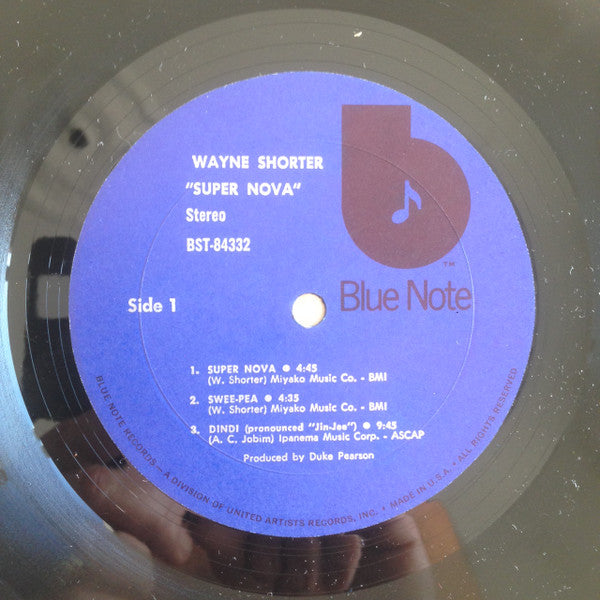 WAYNE SHORTER
"SUPER NOVA"
Stereo
BST-84332
b
™
Blue Note
Side 1
1. SUPER NOVA ● 4:45
(W. Shorter) Miyako Music Co. - BMI
2. SWEE-PEA ● 4:35
(W. Shorter) Miyako Music Co. - BMI
3. DINDI (pronounced "Jin-Jee") ● 9:45
(A. C. Jobim) Ipanema Music Corp. - ASCAP
Produced by Duke Pearson
BLUE NOTE RECORDS — A DIVISION OF UNITED ARTISTS RECORDS, INC. • MADE IN U.S.A. • ALL RIGHTS RESERVED